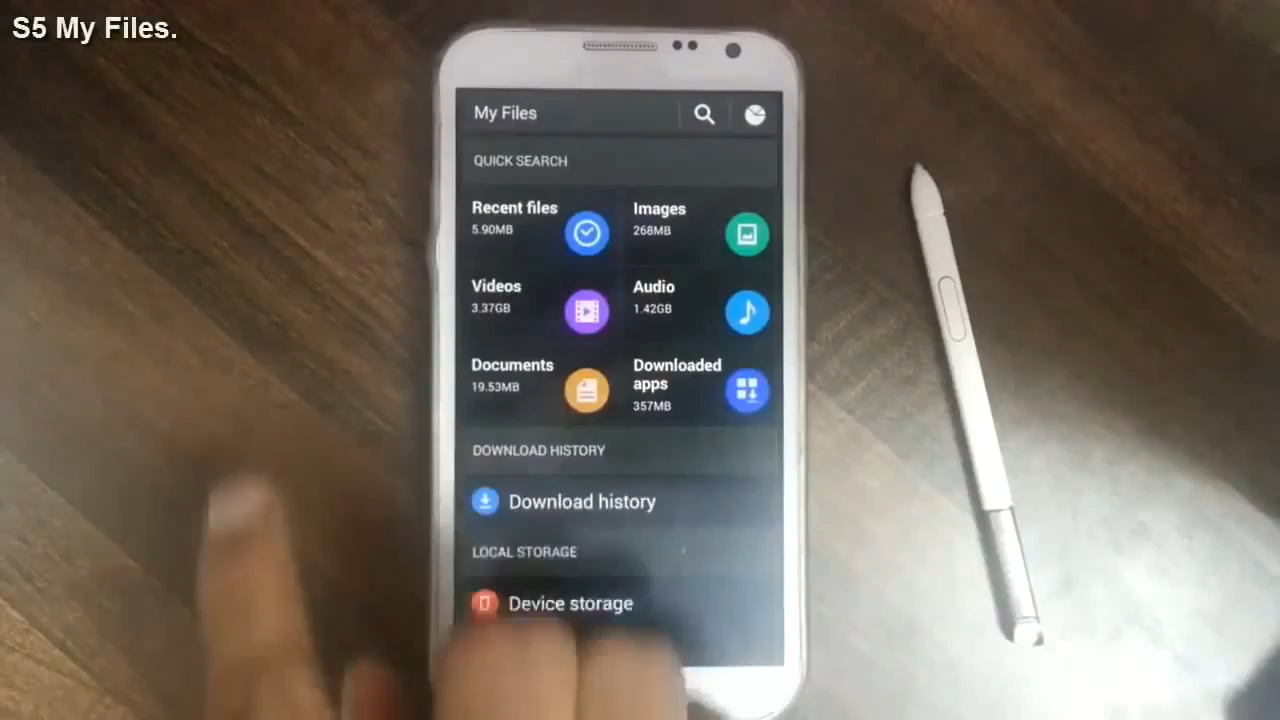 S5 My Files.
My Files
QUICK SEARCH
Recent files
5.90MB
Images
268MB
Videos
3.37GB
Audio
1.42GB
Documents
19.53MB
Downloaded
apps
357MB
DOWNLOAD HISTORY
Download history
LOCAL STORAGE
Device storage